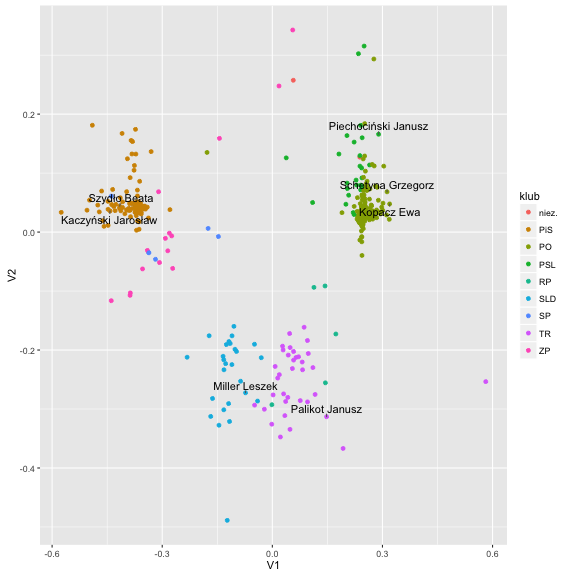 Piechociński Janusz
Schetyna Grzegorz
Szydło Beata
Kopacz Ewa
Kaczyński Jarosław
Miller Leszek
Palikot Janusz
0.2
0.0
-0.2
-0.4
V2
-0.6
-0.3
0.0
0.3
0.6
V1
klub
niez.
PiS
PO
PSL
RP
SLD
SP
TR
ZP